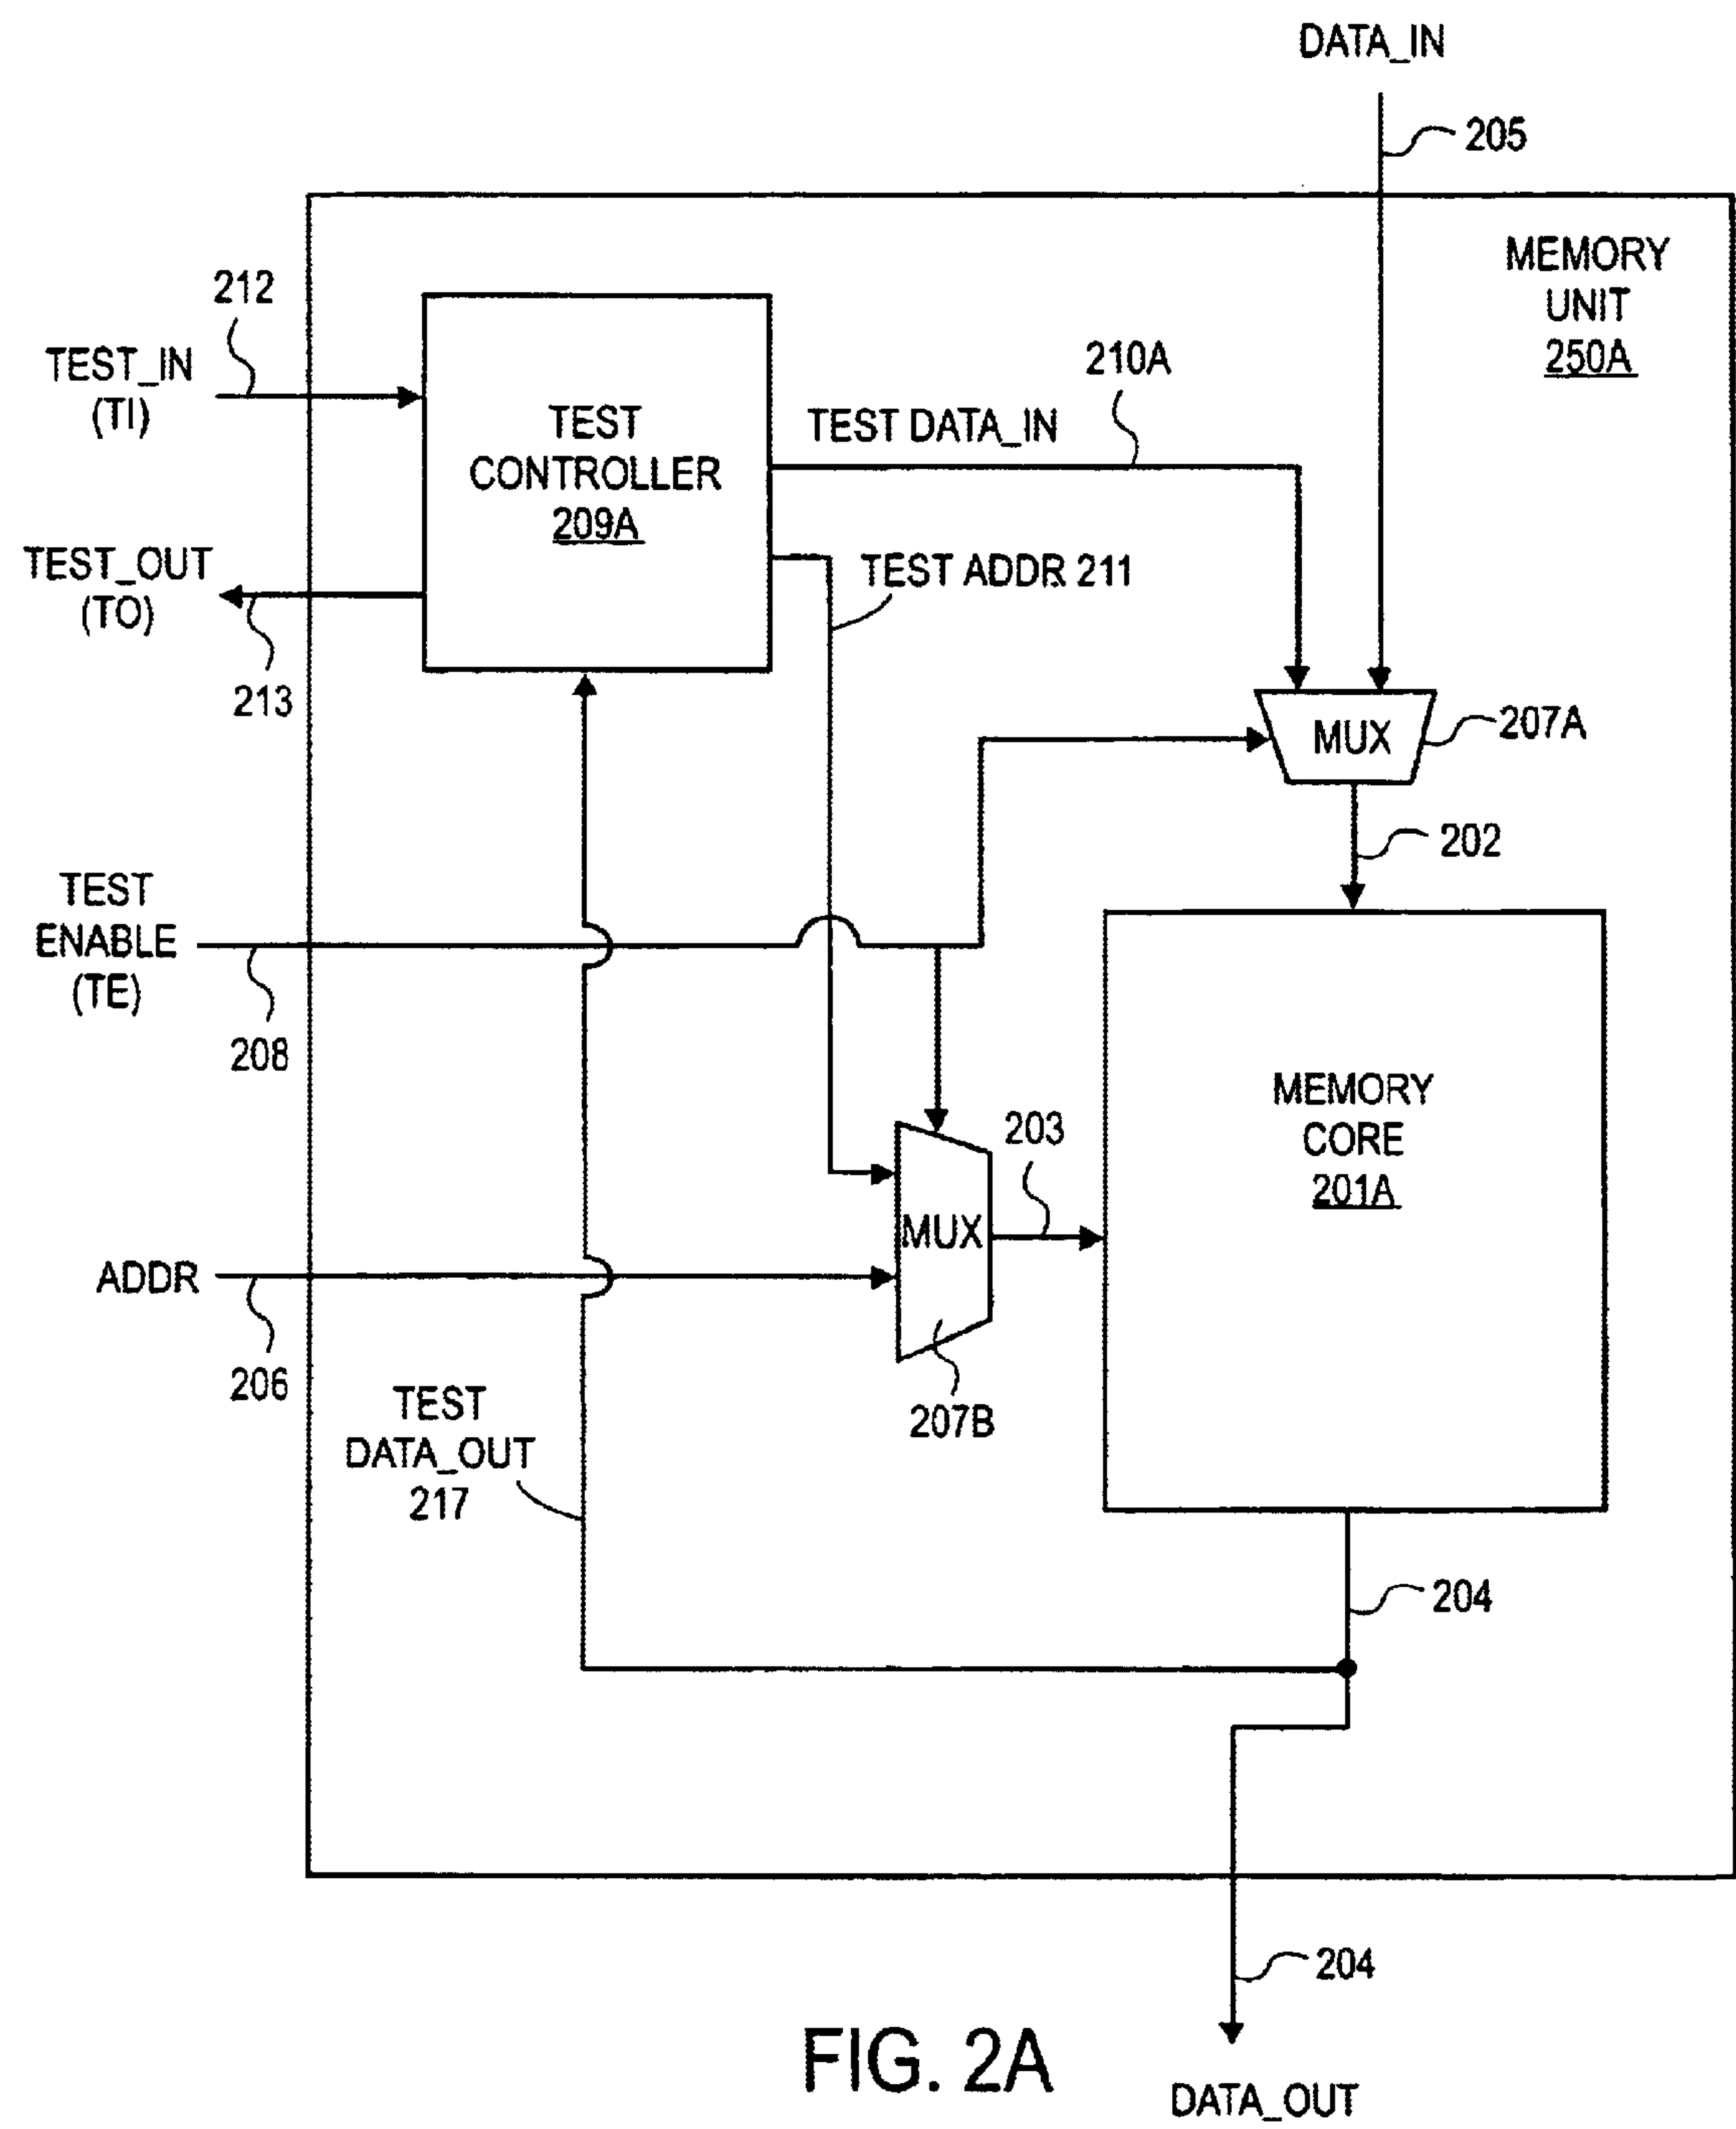 DATA_IN
205
MEMORY
UNIT
250A
212
TEST_IN
(TI)
TEST
CONTROLLER
209A
210A
TEST DATA_IN
TEST_OUT
(TO)
213
TEST ADDR 211
MUX
207A
202
TEST
ENABLE
(TE)
208
MEMORY
CORE
201A
203
MUX
ADDR
206
207B
TEST
DATA_OUT
217
204
204
FIG. 2A
DATA_OUT